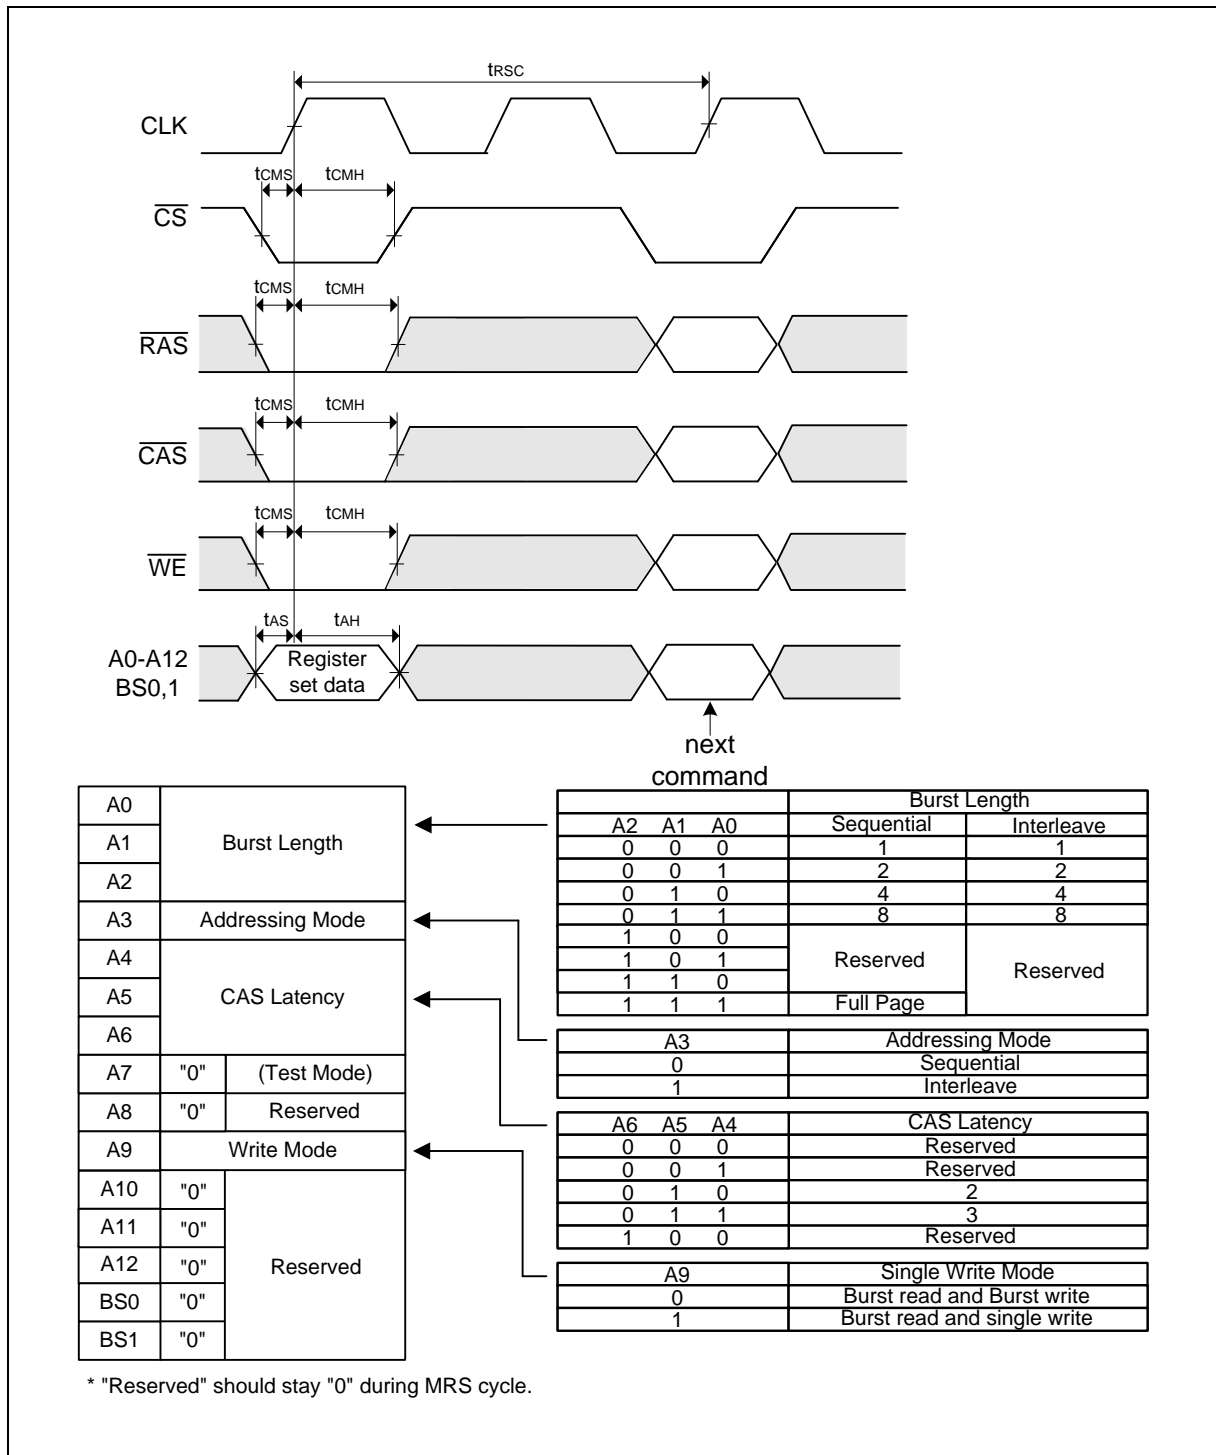 tRSC
CLK
tCMS tCMH
CS
tCMS tCMH
RAS
tCMS tCMH
CAS
tCMS tCMH
WE
tAS tAH
A0-A12
BS0,1
Register
set data
next
command
A0
A1
A2
Burst Length
A3 Addressing Mode
A4
A5
A6
CAS Latency
A7 "0" (Test Mode)
A8 "0" Reserved
A9 Write Mode
A10 "0"
A11 "0"
A12 "0"
BS0 "0"
BS1 "0"
Reserved
Burst Length
A2 A1 A0 Sequential Interleave
0 0 0 1 1
0 0 1 2 2
0 1 0 4 4
0 1 1 8 8
1 0 0
1 0 1
1 1 0
Reserved
Reserved
1 1 1 Full Page
A3 Addressing Mode
0 Sequential
1 Interleave
A6 A5 A4 CAS Latency
0 0 0 Reserved
0 0 1 Reserved
0 1 0 2
0 1 1 3
1 0 0 Reserved
A9 Single Write Mode
0 Burst read and Burst write
1 Burst read and single write
* "Reserved" should stay "0" during MRS cycle.